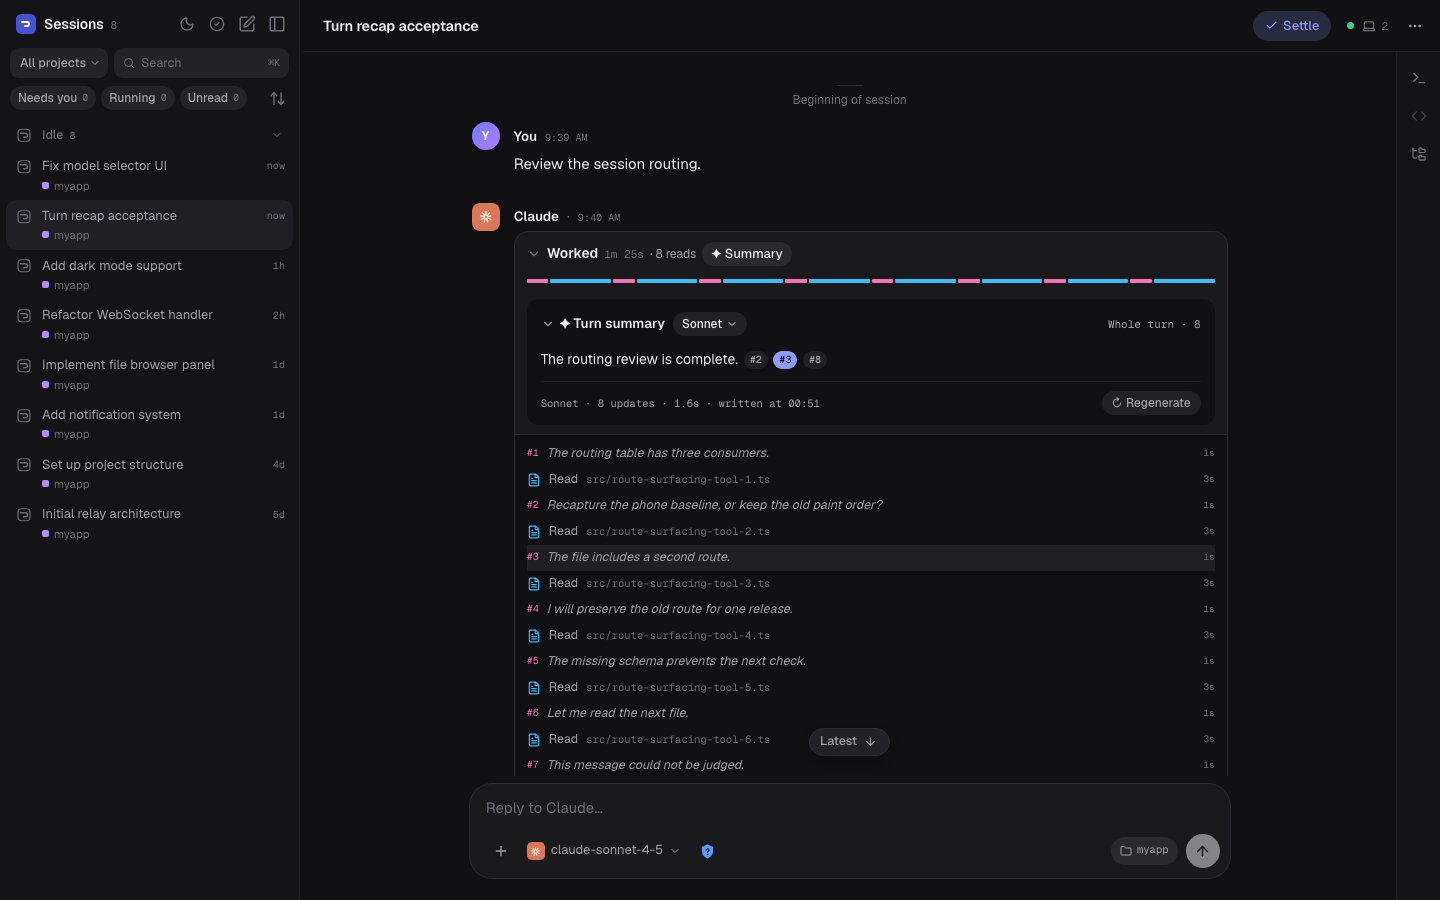 Sessions 8
All projects
Search ⌘K
Needs you 0 Running 0 Unread 0
Idle 8
Fix model selector UI now
myapp
Turn recap acceptance now
myapp
Add dark mode support 1h
myapp
Refactor WebSocket handler 2h
myapp
Implement file browser panel 1d
myapp
Add notification system 1d
myapp
Set up project structure 4d
myapp
Initial relay architecture 5d
myapp
Turn recap acceptance
Settle
2
Beginning of session
Y You 9:39 AM
Review the session routing.
Claude · 9:40 AM
Worked 1m 25s · 8 reads Summary
Turn summary Sonnet Whole turn · 8
The routing review is complete. #2 #3 #8
Sonnet · 8 updates · 1.6s · written at 00:51 Regenerate
#1 The routing table has three consumers. 1s
Read src/route-surfacing-tool-1.ts 3s
#2 Recapture the phone baseline, or keep the old paint order? 1s
Read src/route-surfacing-tool-2.ts 3s
#3 The file includes a second route. 1s
Read src/route-surfacing-tool-3.ts 3s
#4 I will preserve the old route for one release. 1s
Read src/route-surfacing-tool-4.ts 3s
#5 The missing schema prevents the next check. 1s
Read src/route-surfacing-tool-5.ts 3s
#6 Let me read the next file. 1s
Read src/route-surfacing-tool-6.ts 3s
Latest
#7 This message could not be judged. 1s
Reply to Claude…
claude-sonnet-4-5
myapp